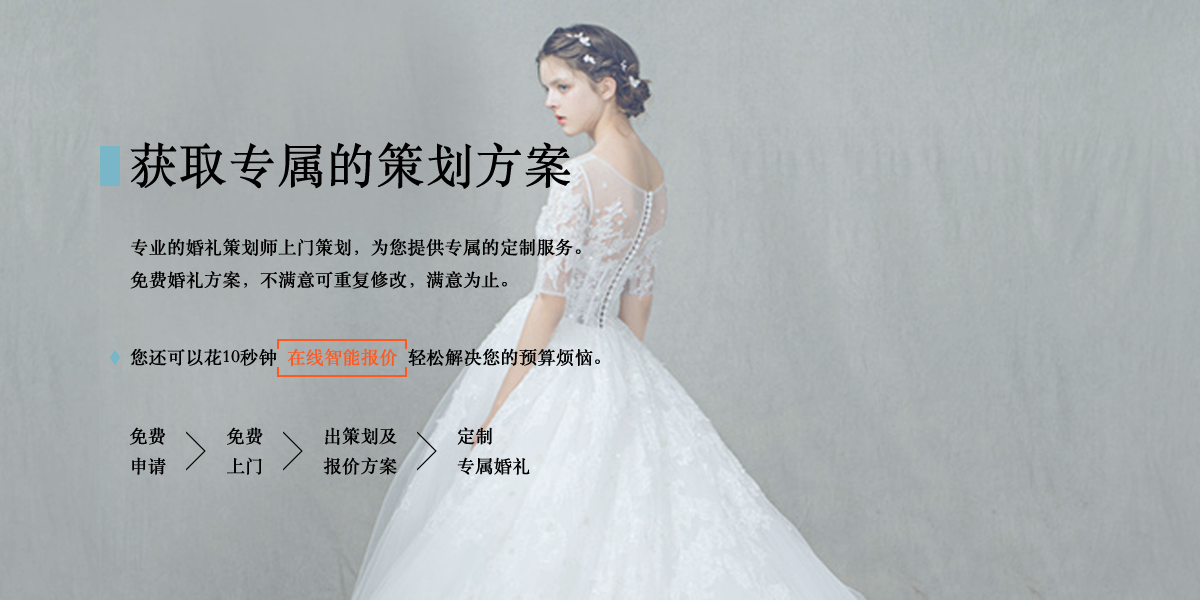 获取专属的策划方案
专业的婚礼策划师上门策划，为您提供专属的定制服务。
免费婚礼方案，不满意可重复修改，满意为止。
您还可以花10秒钟 在线智能报价 轻松解决您的预算烦恼。
免费 免费 出策划及 定制
申请 上门 报价方案 专属婚礼